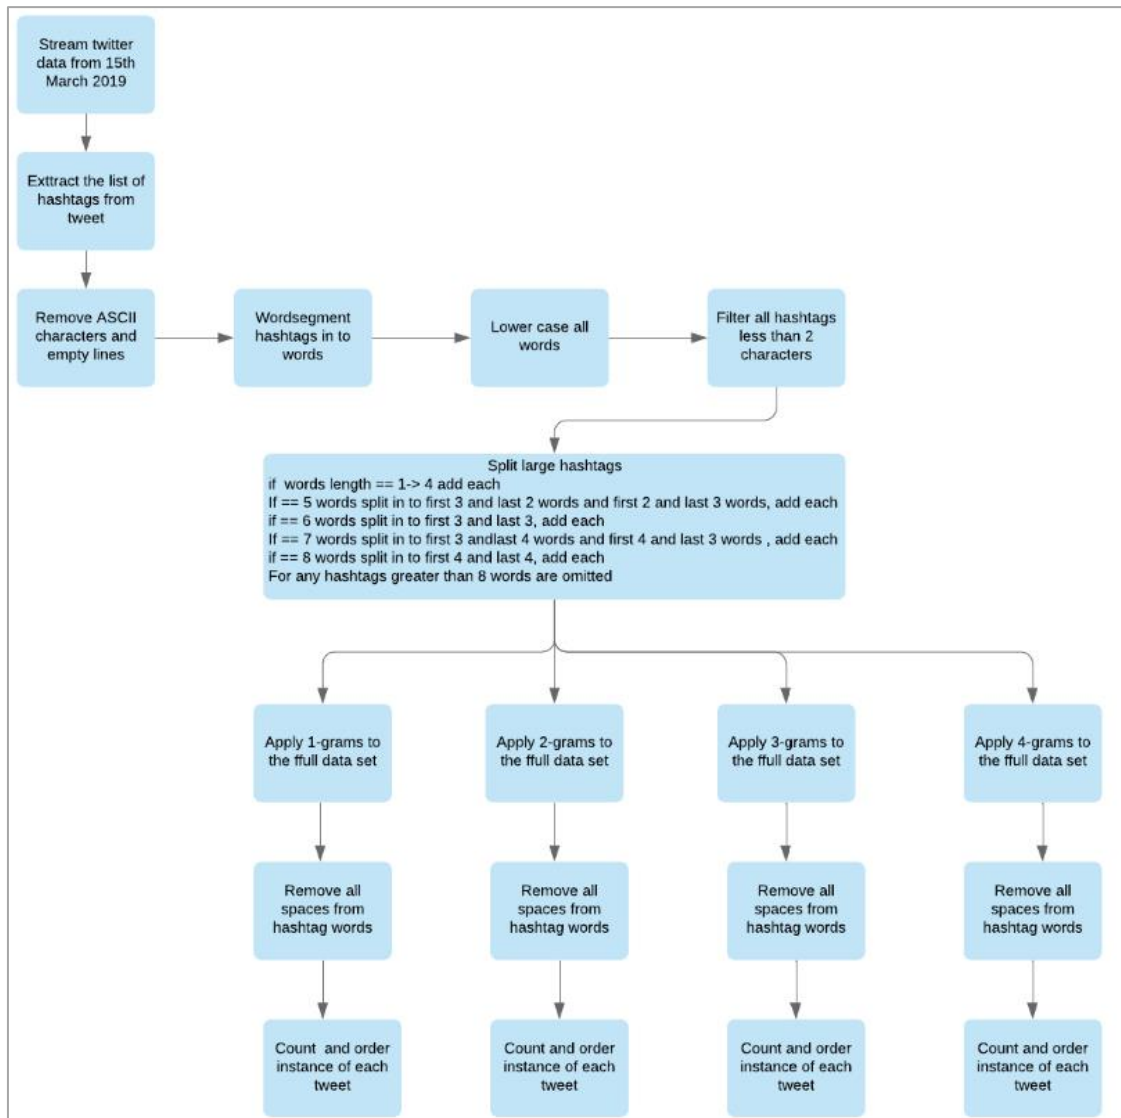 Stream twitter
data from 15th
March 2019
Exttract the list of
hashtags from
tweet
Remove ASCII
characters and
empty lines
Wordsegment
hashtags in to
words
Lower case all
words
Filter all hashtags
less than 2
characters
Split large hashtags
if words length == 1-> 4 add each
If == 5 words split in to first 3 and last 2 words and first 2 and last 3 words, add each
if == 6 words split in to first 3 and last 3, add each
If == 7 words split in to first 3 andlast 4 words and first 4 and last 3 words , add each
if == 8 words split in to first 4 and last 4, add each
For any hashtags greater than 8 words are omitted
Apply 1-grams to
the ffull data set
Apply 2-grams to
the ffull data set
Apply 3-grams to
the ffull data set
Apply 4-grams to
the ffull data set
Remove all
spaces from
hashtag words
Remove all
spaces from
hashtag words
Remove all
spaces from
hashtag words
Remove all
spaces from
hashtag words
Count and order
instance of each
tweet
Count and order
instance of each
tweet
Count and order
instance of each
tweet
Count and order
instance of each
tweet